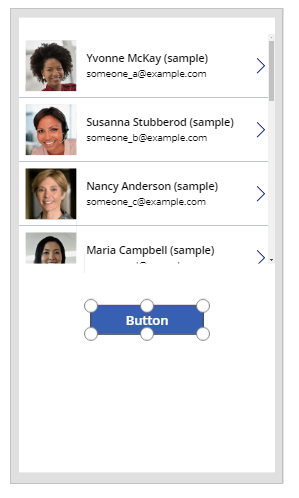 Yvonne McKay (sample)
someone_a@example.com
Susanna Stubberod (sample)
someone_b@example.com
Nancy Anderson (sample)
someone_c@example.com
Maria Campbell (sample)
Button